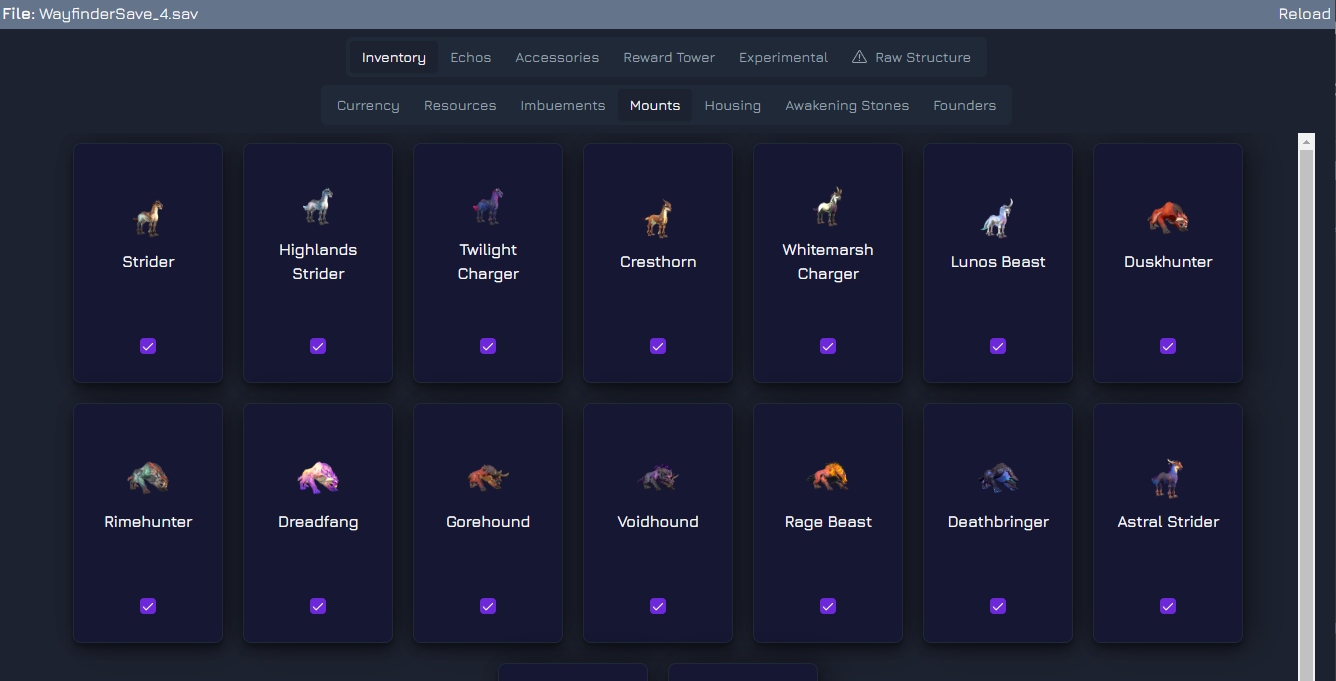 File: WayfinderSave_4.sav
Reload
Inventory
Echos
Accessories
Reward Tower
Experimental
Raw Structure
Currency
Resources
Imbuements
Mounts
Housing
Awakening Stones
Founders
Strider
Highlands
Strider
Twilight
Charger
Cresthorn
Whitemarsh
Charger
Lunos Beast
Duskhunter
Rimehunter
Dreadfang
Gorehound
Voidhound
Rage Beast
Deathbringer
Astral Strider